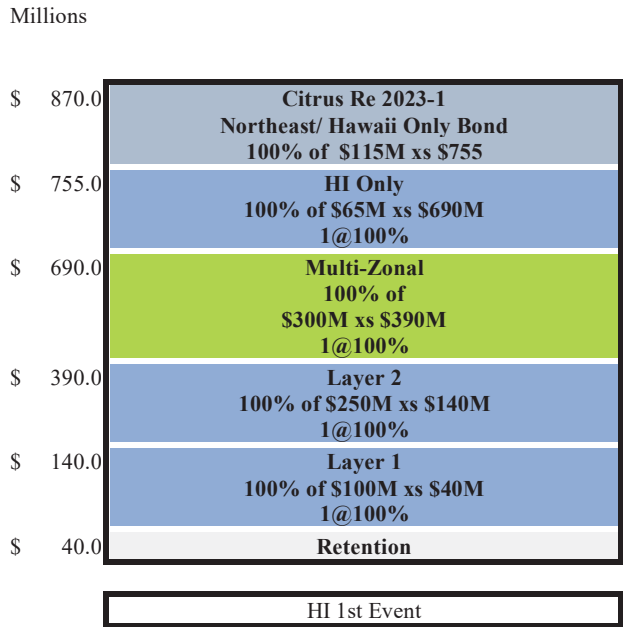 Millions
$ 870.0
Citrus Re 2023-1
Northeast/ Hawaii Only Bond
100% of $115M xs $755
$ 755.0
HI Only
100% of $65M xs $690M
1@100%
$ 690.0
Multi-Zonal
100% of
$300M xs $390M
1@100%
$ 390.0
Layer 2
100% of $250M xs $140M
1@100%
$ 140.0
Layer 1
100% of $100M xs $40M
1@100%
$ 40.0
Retention
HI 1st Event